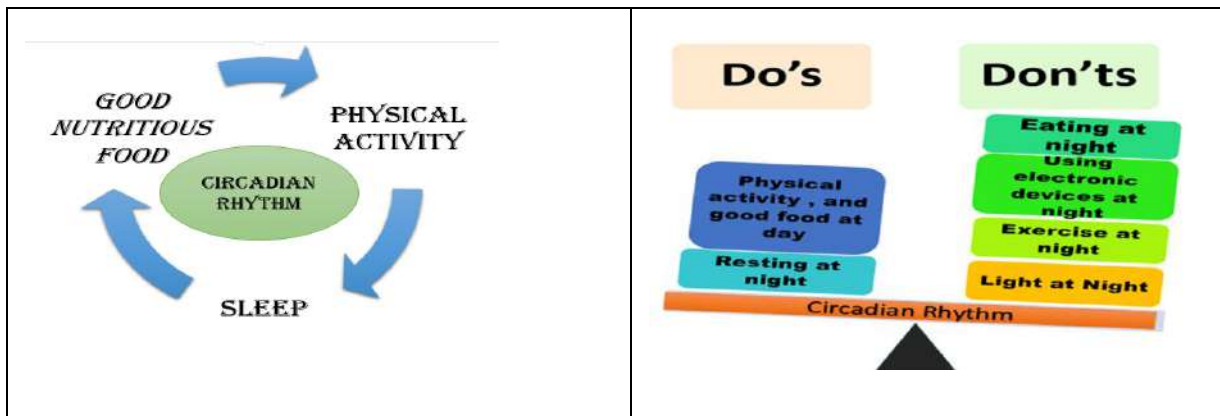 GOOD
NUTRITIOUS
FOOD
PHYSICAL
ACTIVITY
CIRCADIAN
RHYTHM
SLEEP
Do's
Don'ts
Physical
activity , and
good food at
day
Resting at
night
Eating at
night
Using
electronic
devices at
night
Exercise at
night
Light at Night
Circadian Rhythm